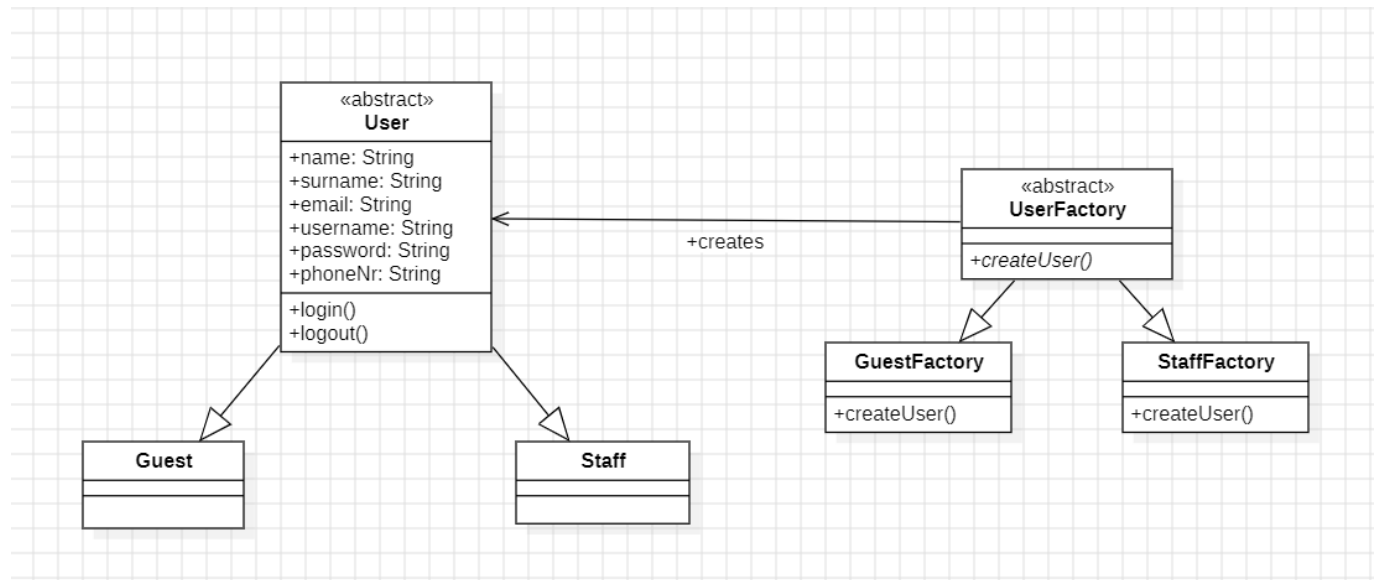 «abstract»
User
+name: String
+surname: String
+email: String
+username: String
+password: String
+phoneNr: String
+login()
+logout()
+creates
«abstract»
UserFactory
+createUser()
GuestFactory
+createUser()
StaffFactory
+createUser()
Guest
Staff